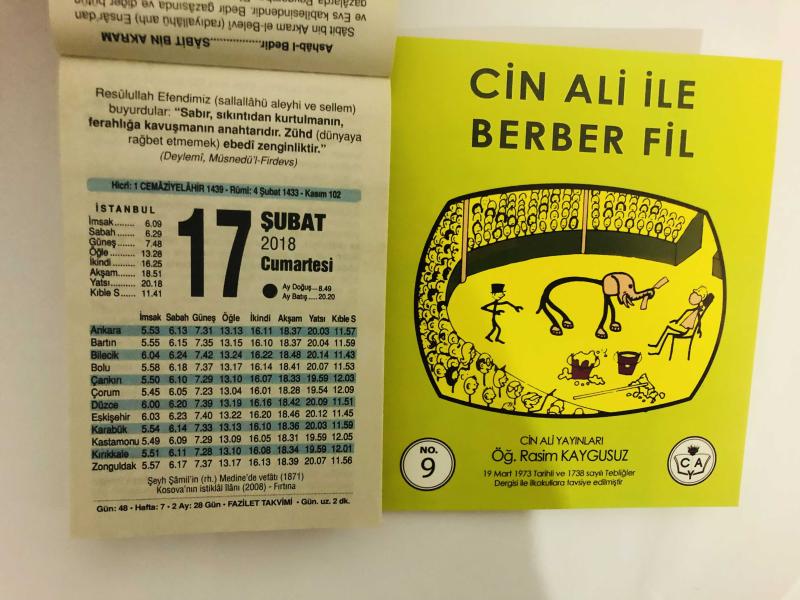 Ashâb-ı Bedir....................SÂBİT BİN AKRAM
Sâbit bin Akram el-Belevî (radıyallâhü anh) Ensâr'dan
ve Evs kabîlesindendir. Bedir gazâsında
Resûlullah Efendimiz (sallallâhü aleyhi ve sellem)
buyurdular: “Sabır, sıkıntıdan kurtulmanın,
ferahlığa kavuşmanın anahtarıdır. Zühd (dünyaya
rağbet etmemek) ebedî zenginliktir.”
(Deylemî, Müsnedü'l-Firdevs)
Hicrî: 1 CEMÂZİYELÂHİR 1439 - Rûmî: 4 Şubat 1433 - Kasım 102
İSTANBUL
İmsak...... 6.09
Sabah...... 6.29
Güneş...... 7.48
Öğle........ 13.28
İkindi....... 16.25
Akşam..... 18.51
Yatsı........ 20.18
Kıble S..... 11.41
17
ŞUBAT
2018
Cumartesi
Ay Doğuş.. 8.49
Ay Batış.... 20.20
İmsak Sabah Güneş Öğle İkindi Akşam Yatsı Kıble S
Ankara 5.53 6.13 7.31 13.13 16.11 18.37 20.03 11.57
Bartın 5.55 6.15 7.35 13.15 16.10 18.37 20.04 11.59
Bilecik 6.04 6.24 7.42 13.24 16.22 18.48 20.14 11.43
Bolu 5.58 6.18 7.37 13.17 16.14 18.41 20.07 11.53
Çankırı 5.50 6.10 7.29 13.10 16.07 18.33 19.59 12.03
Çorum 5.45 6.05 7.23 13.04 16.01 18.28 19.54 12.09
Düzce 6.00 6.20 7.39 13.19 16.16 18.42 20.09 11.51
Eskişehir 6.03 6.23 7.40 13.22 16.20 18.46 20.12 11.45
Karabük 5.54 6.14 7.33 13.13 16.10 18.36 20.03 11.59
Kastamonu 5.49 6.09 7.29 13.09 16.05 18.31 19.59 12.05
Kırıkkale 5.51 6.11 7.28 13.10 16.08 18.34 19.59 12.01
Zonguldak 5.57 6.17 7.37 13.17 16.13 18.39 20.07 11.56
Şeyh Şâmil'in (rh.) Medîne'de vefâtı (1871)
Kosova'nın istiklâl îlânı (2008) - Fırtına
Gün: 48 • Hafta: 7 • 2 Ay: 28 Gün • FAZİLET TAKVİMİ • Gün. uz. 2 dk.
CİN ALİ İLE
BERBER FİL
NO.
9
CİN ALİ YAYINLARI
Öğ. Rasim KAYGUSUZ
19 Mart 1973 Tarihli ve 1738 sayılı Tebliğler
Dergisi ile ilkokullara tavsiye edilmiştir
C A
Y